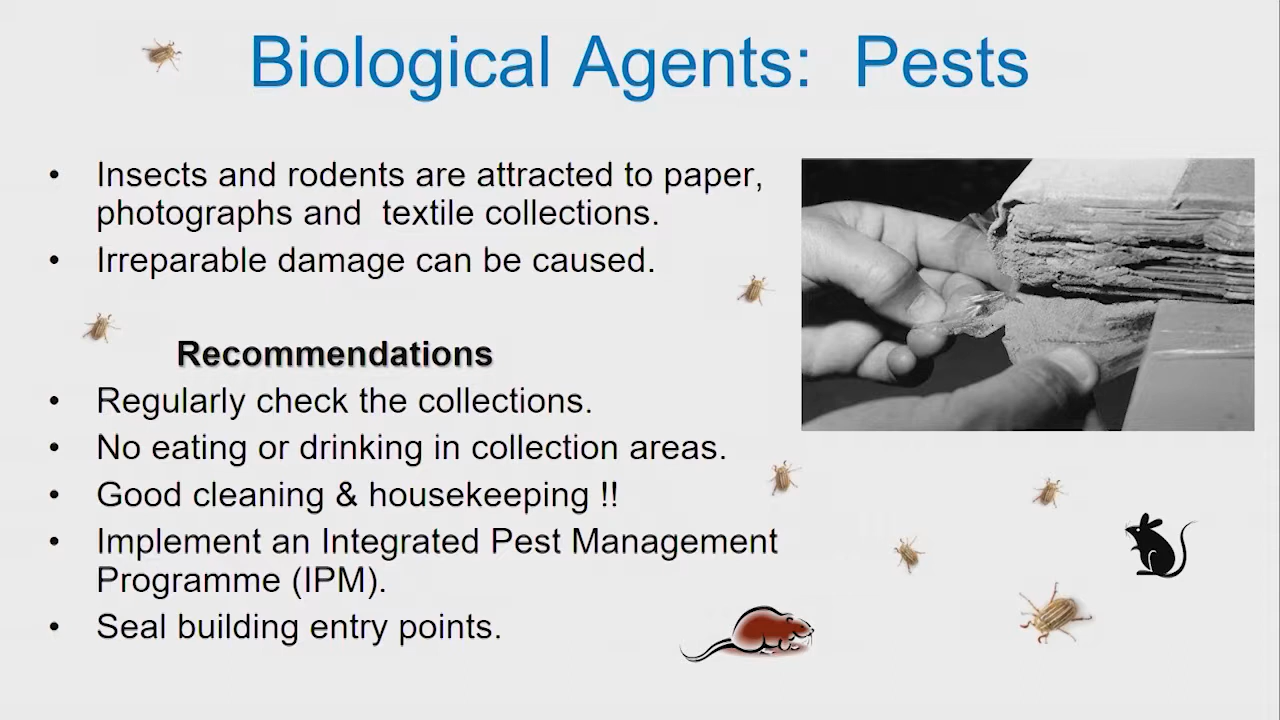 Biological Agents:  Pests
• Insects and rodents are attracted to paper,
photographs and  textile collections.
• Irreparable damage can be caused.
Recommendations
• Regularly check the collections.
• No eating or drinking in collection areas.
• Good cleaning & housekeeping !!
• Implement an Integrated Pest Management
Programme (IPM).
• Seal building entry points.